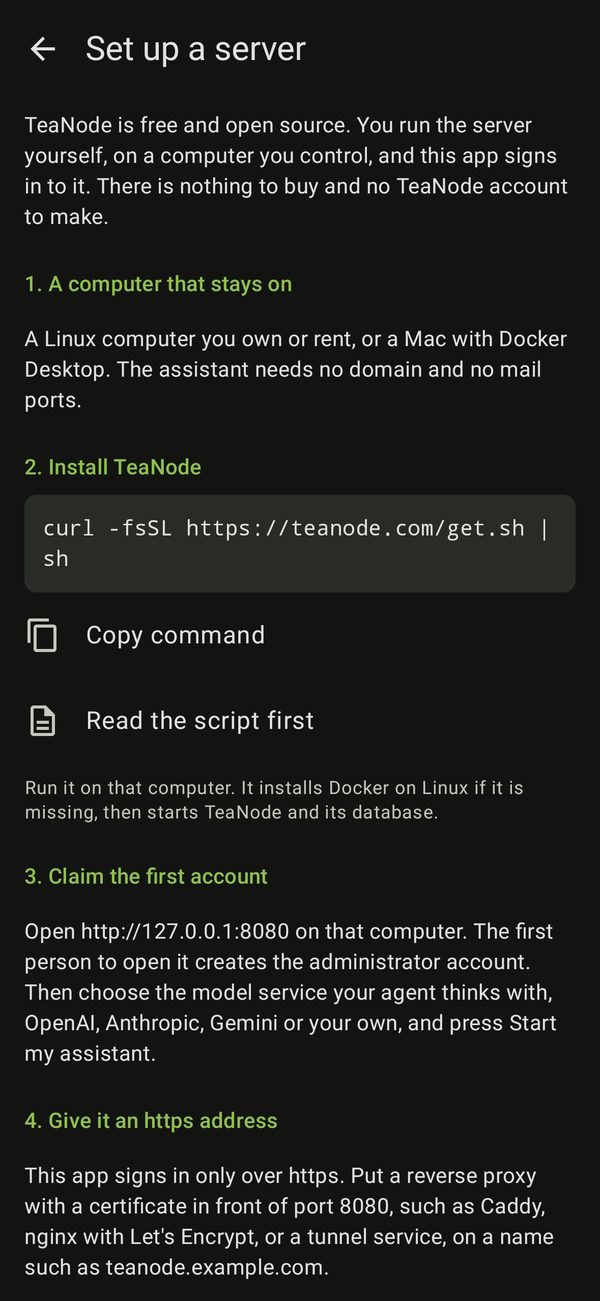 Set up a server
TeaNode is free and open source. You run the server
yourself, on a computer you control, and this app signs
in to it. There is nothing to buy and no TeaNode account
to make.
1. A computer that stays on
A Linux computer you own or rent, or a Mac with Docker
Desktop. The assistant needs no domain and no mail
ports.
2. Install TeaNode
curl -fsSL https://teanode.com/get.sh |
sh
Copy command
Read the script first
Run it on that computer. It installs Docker on Linux if it is
missing, then starts TeaNode and its database.
3. Claim the first account
Open http://127.0.0.1:8080 on that computer. The first
person to open it creates the administrator account.
Then choose the model service your agent thinks with,
OpenAI, Anthropic, Gemini or your own, and press Start
my assistant.
4. Give it an https address
This app signs in only over https. Put a reverse proxy
with a certificate in front of port 8080, such as Caddy,
nginx with Let's Encrypt, or a tunnel service, on a name
such as teanode.example.com.